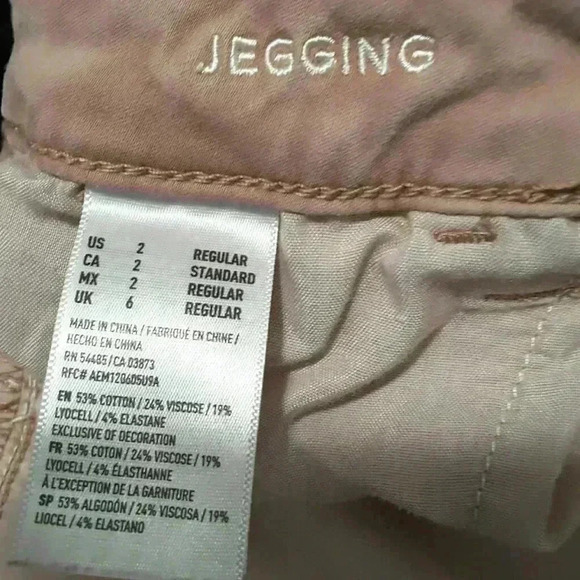 JEGGING
US 2 REGULAR
CA 2 STANDARD
MX 2 REGULAR
UK 6 REGULAR
MADE IN CHINA / FABRIQUÉ EN CHINE /
HECHO EN CHINA
RN 54485 / CA 03873
RFC# AEM120605U9A
EN 53% COTTON / 24% VISCOSE / 19%
LYOCELL / 4% ELASTANE
EXCLUSIVE OF DECORATION
FR 53% COTON / 24% VISCOSE / 19%
LYOCELL / 4% ÉLASTHANNE
À L'EXCEPTION DE LA GARNITURE
SP 53% ALGODÓN / 24% VISCOSA / 19%
LIOCEL / 4% ELASTANO